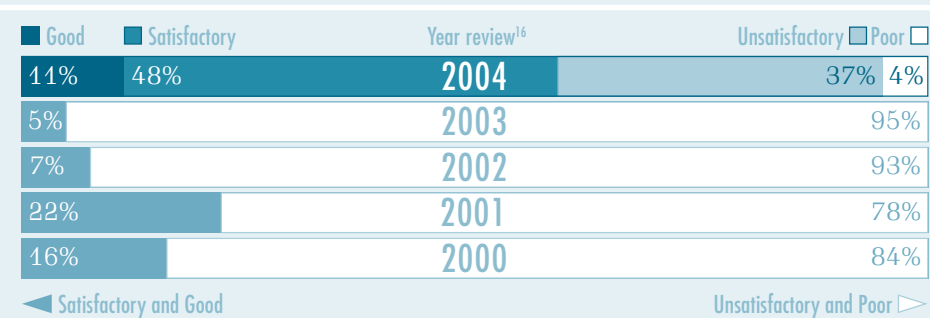 Good Satisfactory Year review16 Unsatisfactory Poor
11% 48% 2004 37% 4%
5% 2003 95%
7% 2002 93%
22% 2001 78%
16% 2000 84%
Satisfactory and Good Unsatisfactory and Poor